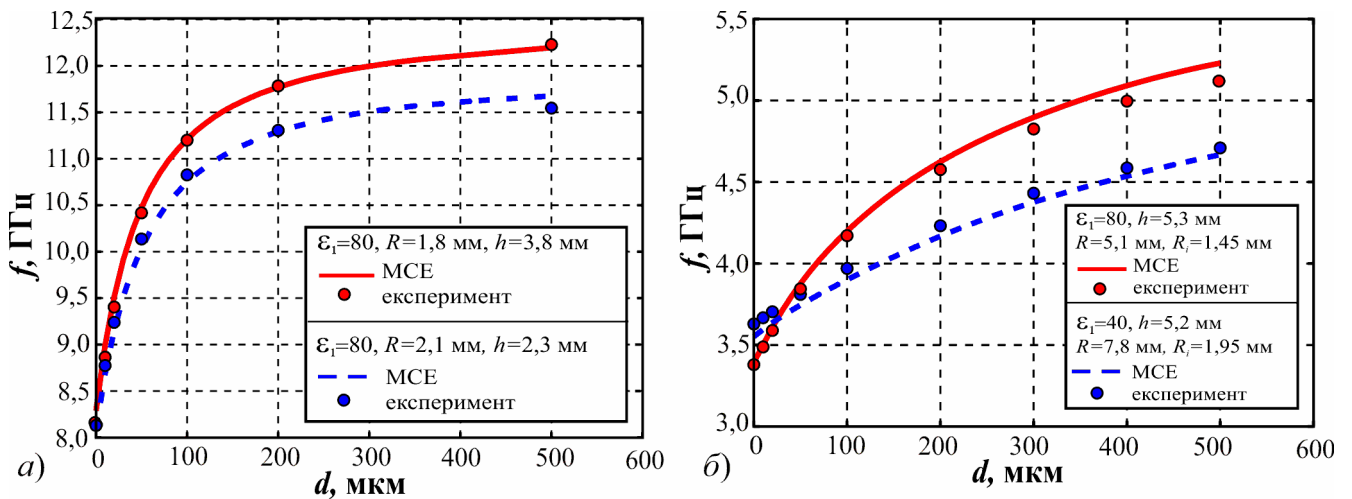 12,5
12,0
11,5
11,0
10,5
10,0
9,5
9,0
8,5
8,0
f, ГГц
0 100 200 300 400 500 600
d, мкм
а)
ε1=80, R=1,8 мм, h=3,8 мм
МСЕ
експеримент
ε1=80, R=2,1 мм, h=2,3 мм
МСЕ
експеримент
5,5
5,0
4,5
4,0
3,5
3,0
f, ГГц
0 100 200 300 400 500 600
d, мкм
б)
ε1=80, h=5,3 мм
R=5,1 мм, Ri=1,45 мм
МСЕ
експеримент
ε1=40, h=5,2 мм
R=7,8 мм, Ri=1,95 мм
МСЕ
експеримент